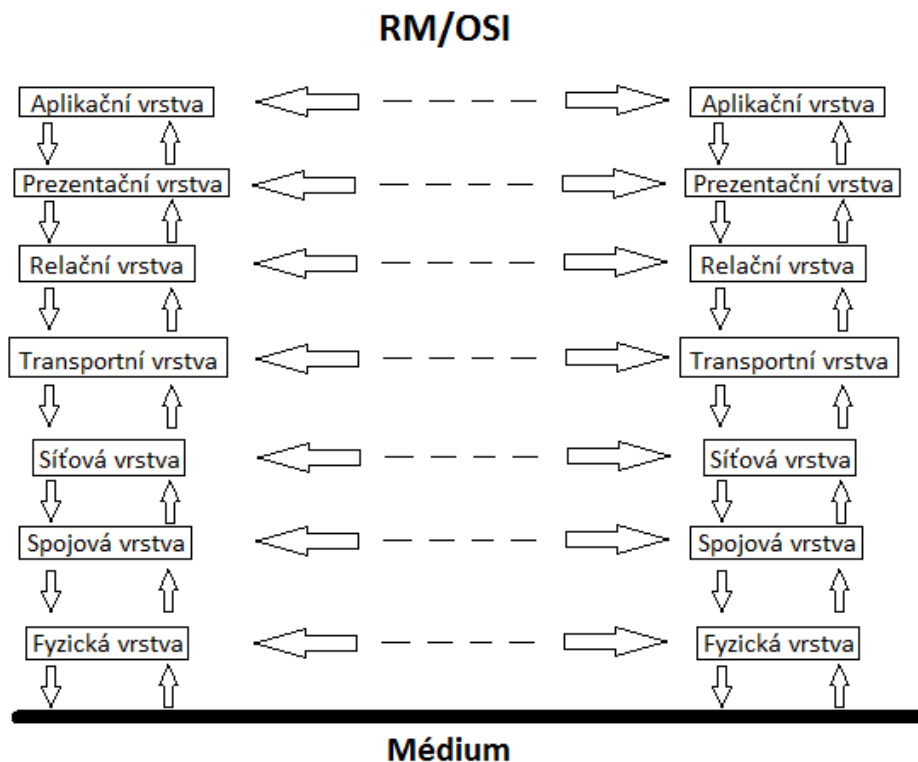 RM/OSI
Aplikační vrstva
Aplikační vrstva
Prezentační vrstva
Prezentační vrstva
Relační vrstva
Relační vrstva
Transportní vrstva
Transportní vrstva
Síťová vrstva
Síťová vrstva
Spojová vrstva
Spojová vrstva
Fyzická vrstva
Fyzická vrstva
Médium